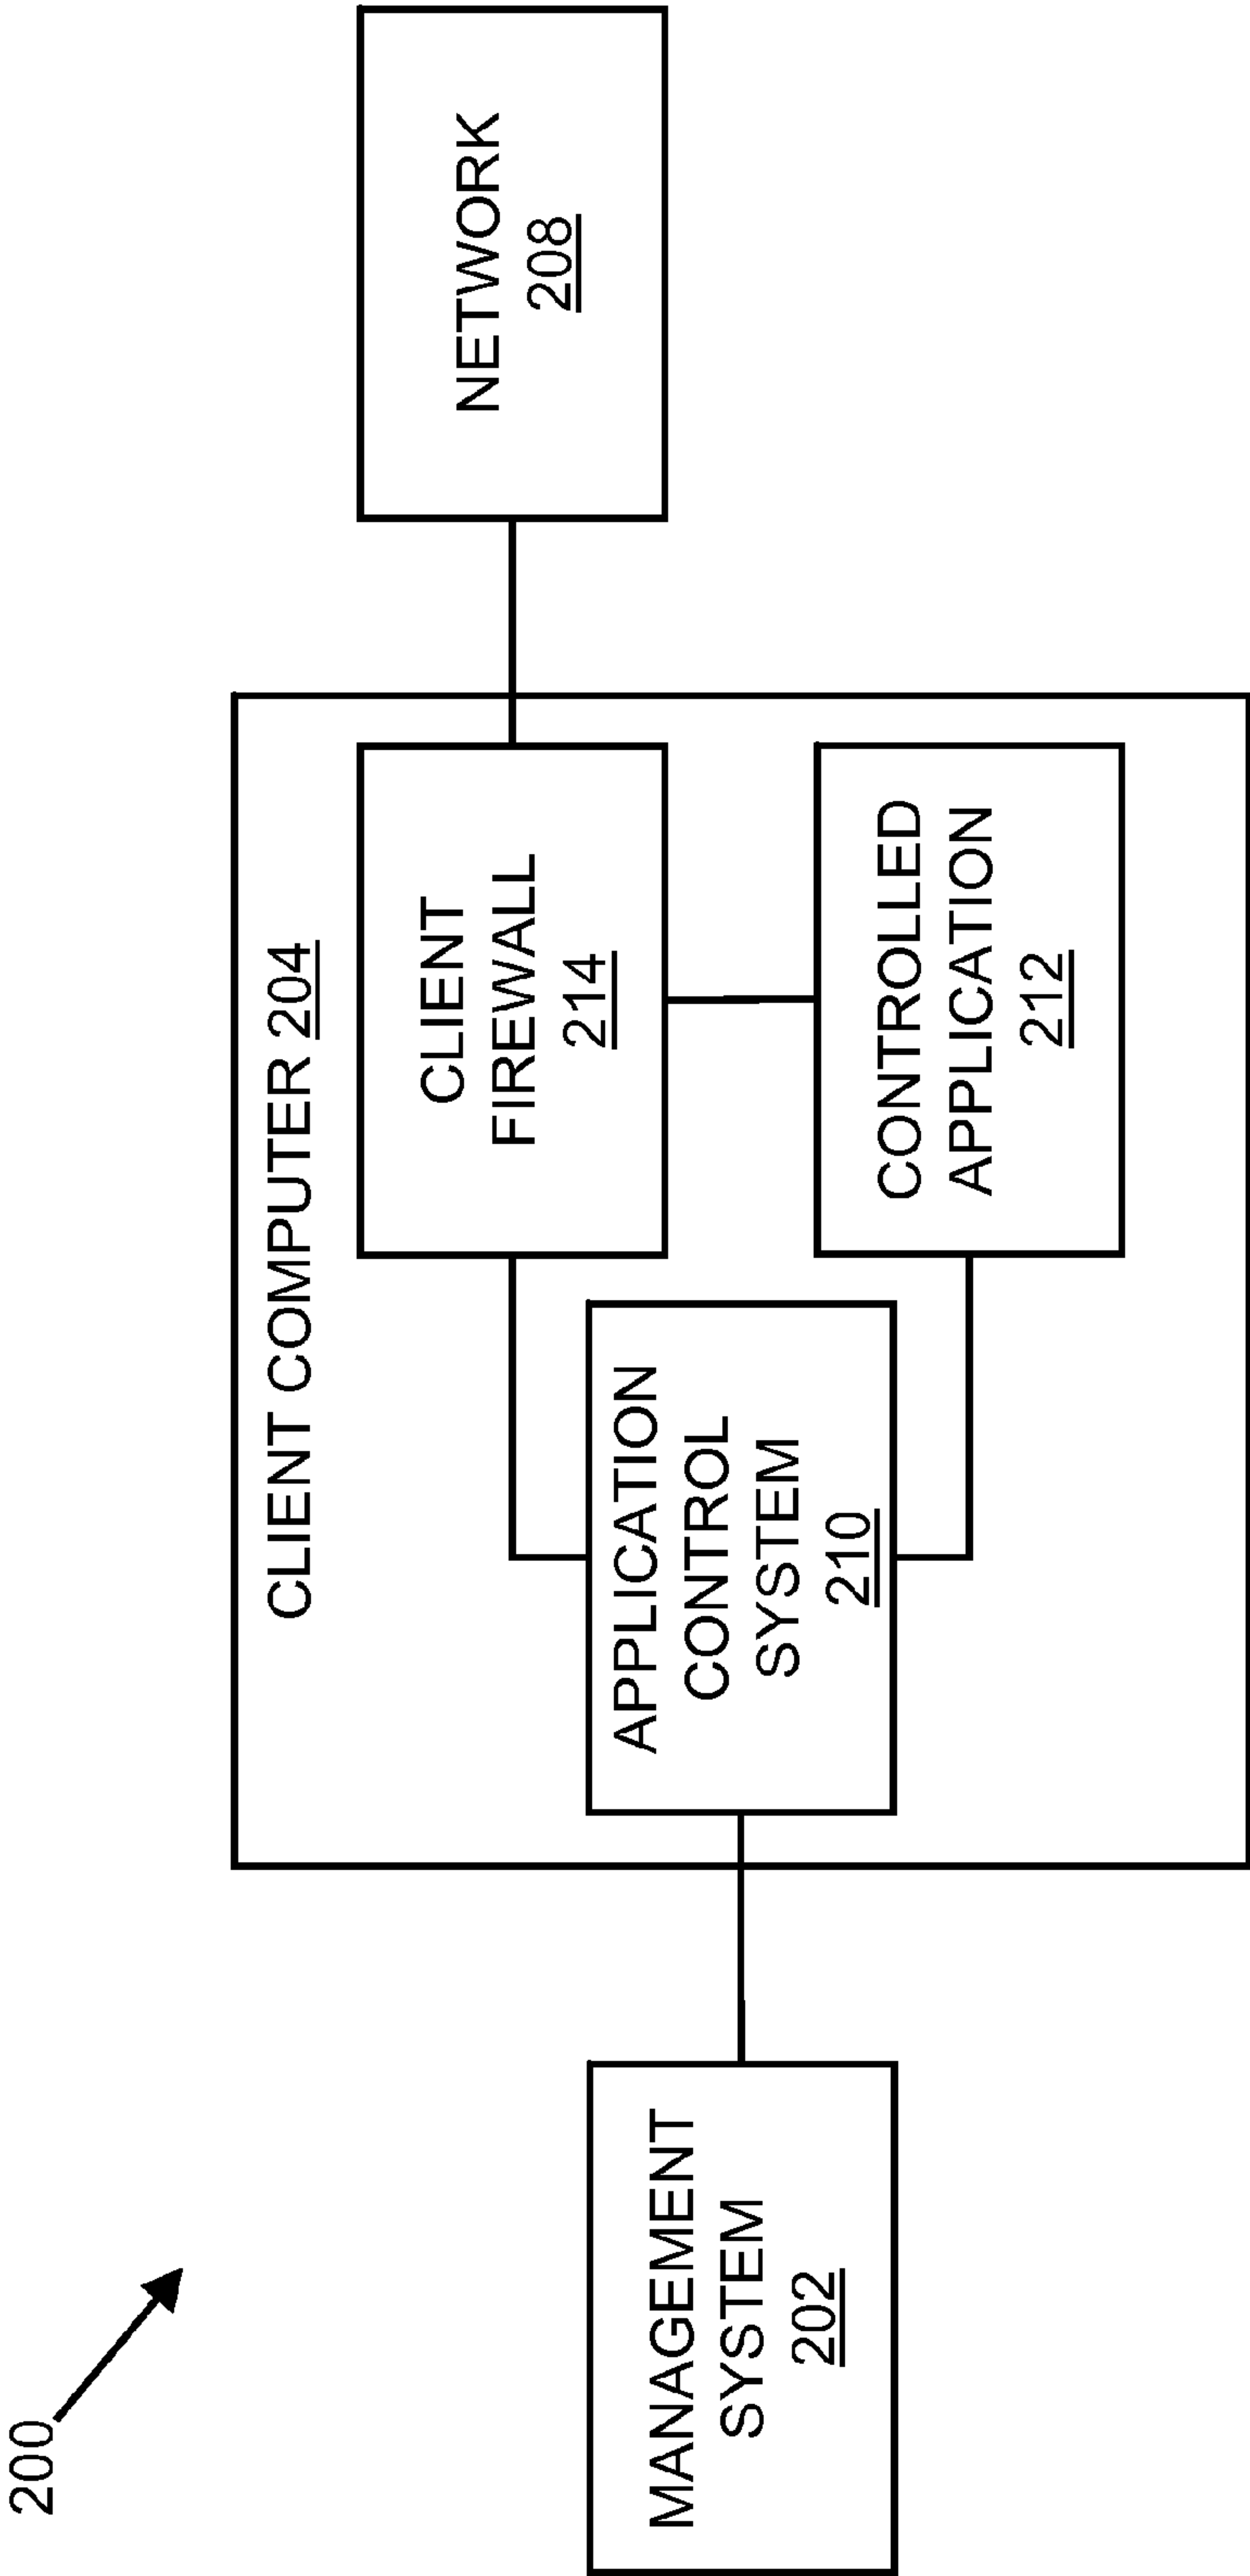 200
MANAGEMENT
SYSTEM
202
CLIENT COMPUTER 204
APPLICATION
CONTROL
SYSTEM
210
CLIENT
FIREWALL
214
CONTROLLED
APPLICATION
212
NETWORK
208